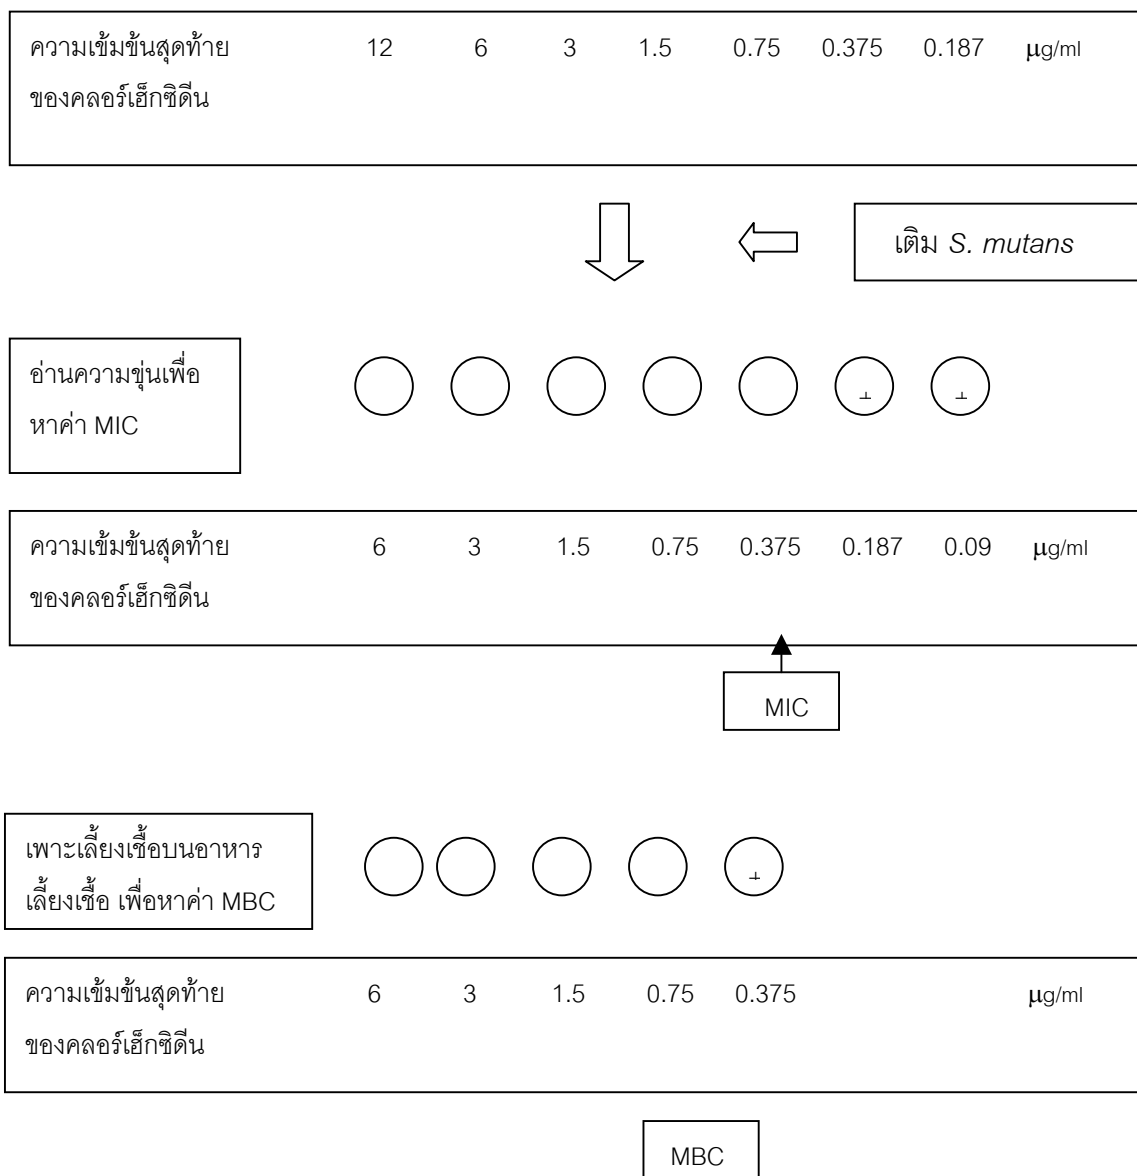 ความเข้มข้นสุดท้าย 12 6 3 1.5 0.75 0.375 0.187 µg/ml
ของคลอร์เฮ็กซิดีน
เติม S. mutans
อ่านความขุ่นเพื่อ
หาค่า MIC
+ +
ความเข้มข้นสุดท้าย 6 3 1.5 0.75 0.375 0.187 0.09 µg/ml
ของคลอร์เฮ็กซิดีน
MIC
เพาะเลี้ยงเชื้อบนอาหาร
เลี้ยงเชื้อ เพื่อหาค่า MBC
+
ความเข้มข้นสุดท้าย 6 3 1.5 0.75 0.375 µg/ml
ของคลอร์เฮ็กซิดีน
MBC